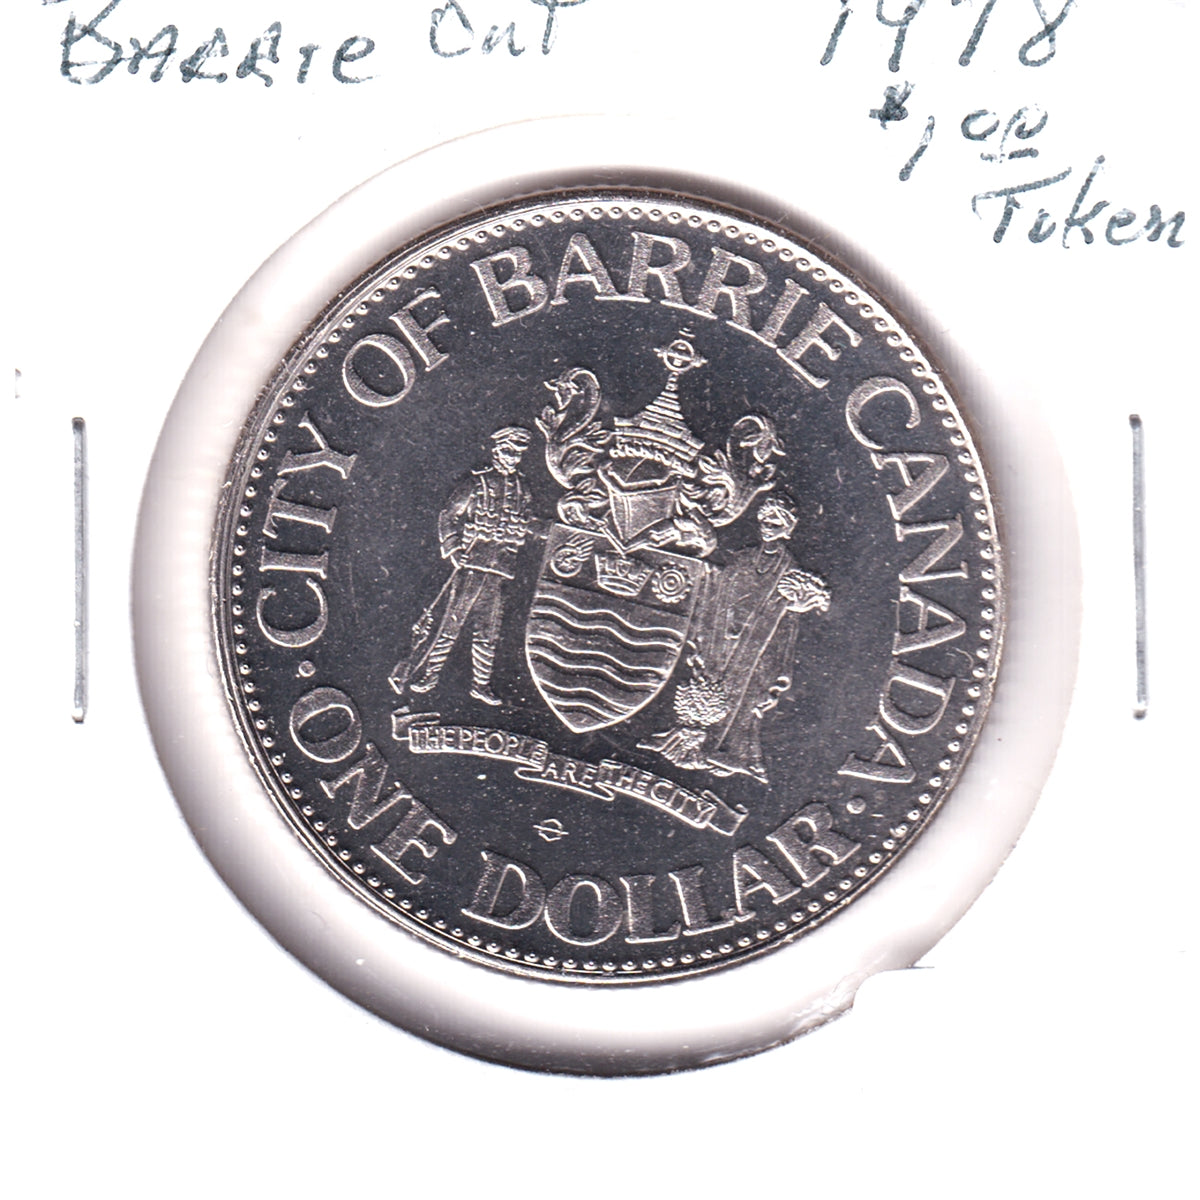 Barrie Ont 1978
$1.00
Token
CITY OF BARRIE CANADA
THE PEOPLE ARE THE CITY
· ONE DOLLAR ·